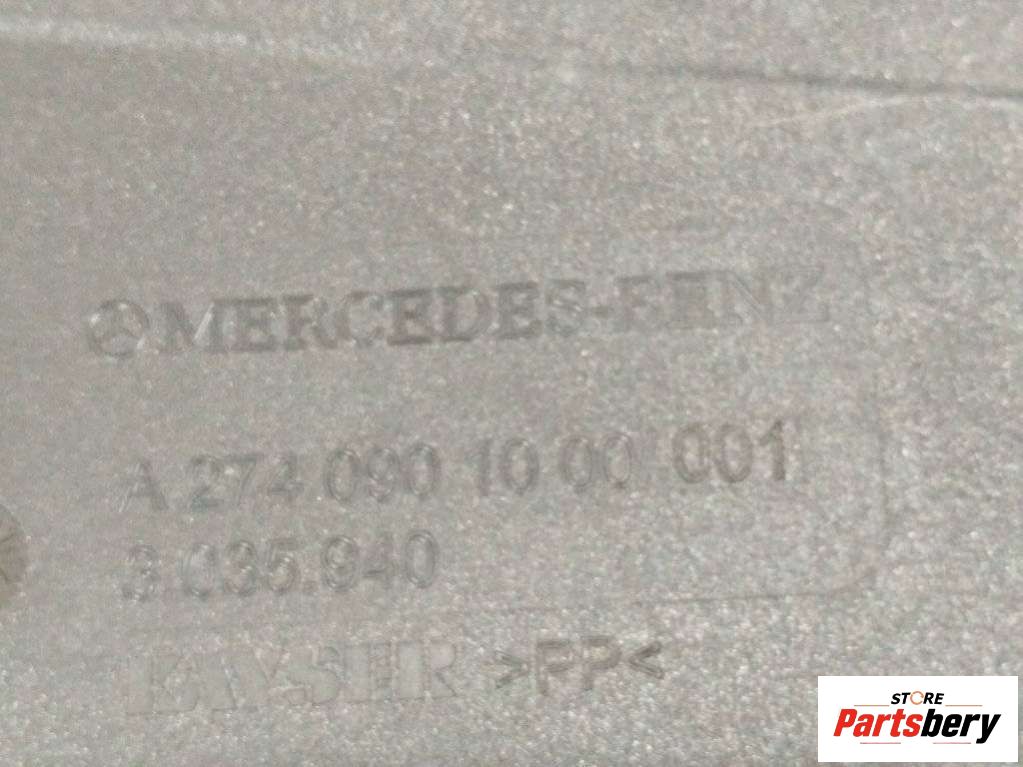 MERCEDES-BENZ
A 274 090 10 00 001
3.035.940
KAYSER >PP<
STORE
Partsbery